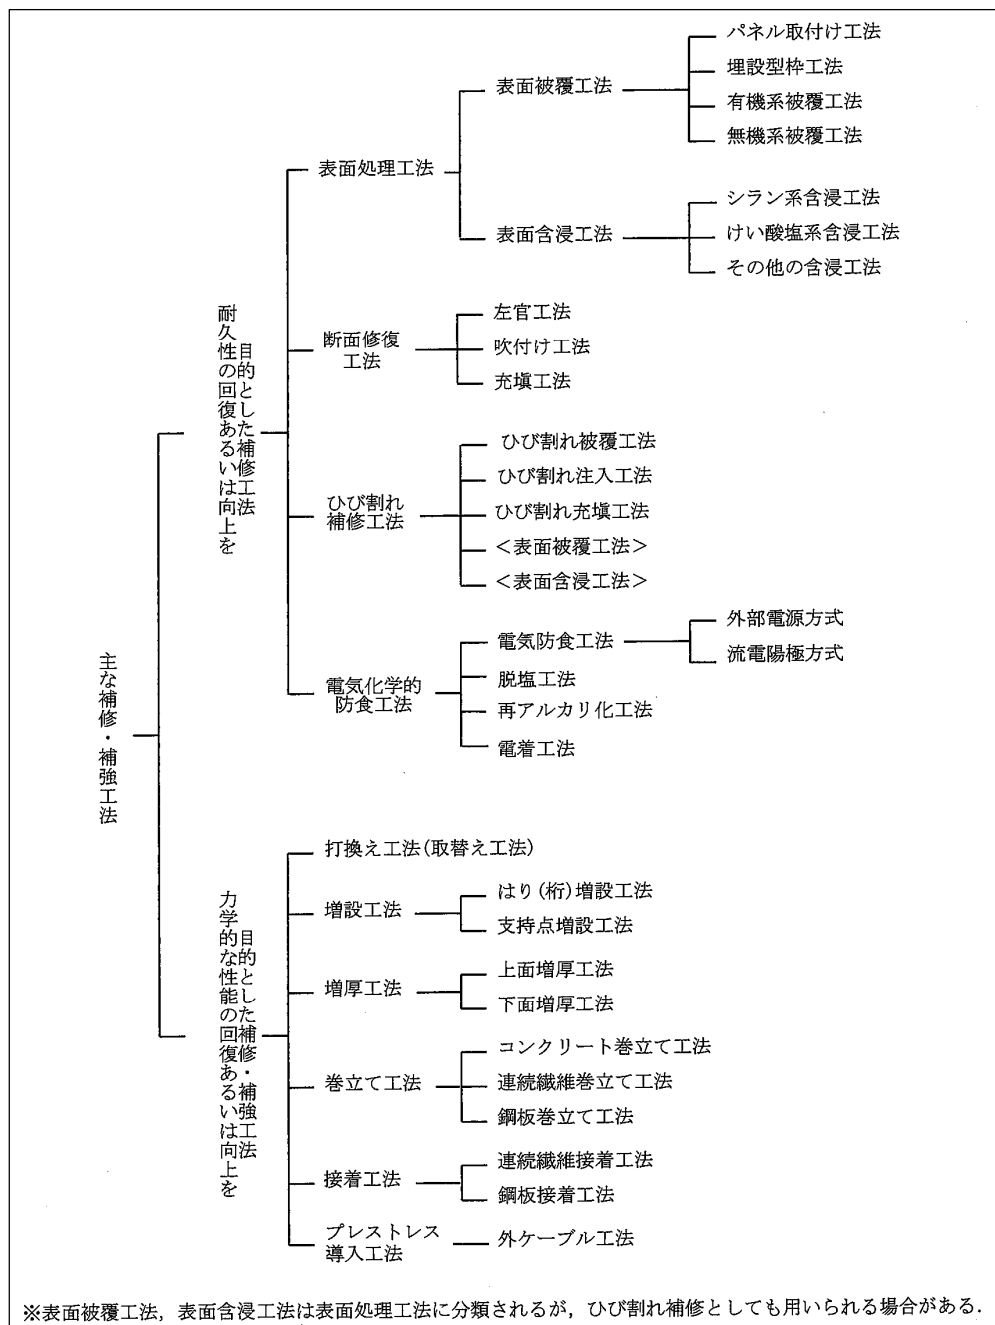 主な補修・補強工法
耐久性の回復あるいは向上を
目的とした補修工法
表面処理工法
表面被覆工法
パネル取付け工法
埋設型枠工法
有機系被覆工法
無機系被覆工法
表面含浸工法
シラン系含浸工法
けい酸塩系含浸工法
その他の含浸工法
断面修復
工法
左官工法
吹付け工法
充塡工法
ひび割れ
補修工法
ひび割れ被覆工法
ひび割れ注入工法
ひび割れ充塡工法
<表面被覆工法>
<表面含浸工法>
電気化学的
防食工法
電気防食工法
外部電源方式
流電陽極方式
脱塩工法
再アルカリ化工法
電着工法
力学的な性能の回復あるいは向上を
目的とした補修・補強工法
打換え工法(取替え工法)
増設工法
はり(桁)増設工法
支持点増設工法
増厚工法
上面増厚工法
下面増厚工法
巻立て工法
コンクリート巻立て工法
連続繊維巻立て工法
鋼板巻立て工法
接着工法
連続繊維接着工法
鋼板接着工法
プレストレス
導入工法
外ケーブル工法
※表面被覆工法,表面含浸工法は表面処理工法に分類されるが,ひび割れ補修としても用いられる場合がある.